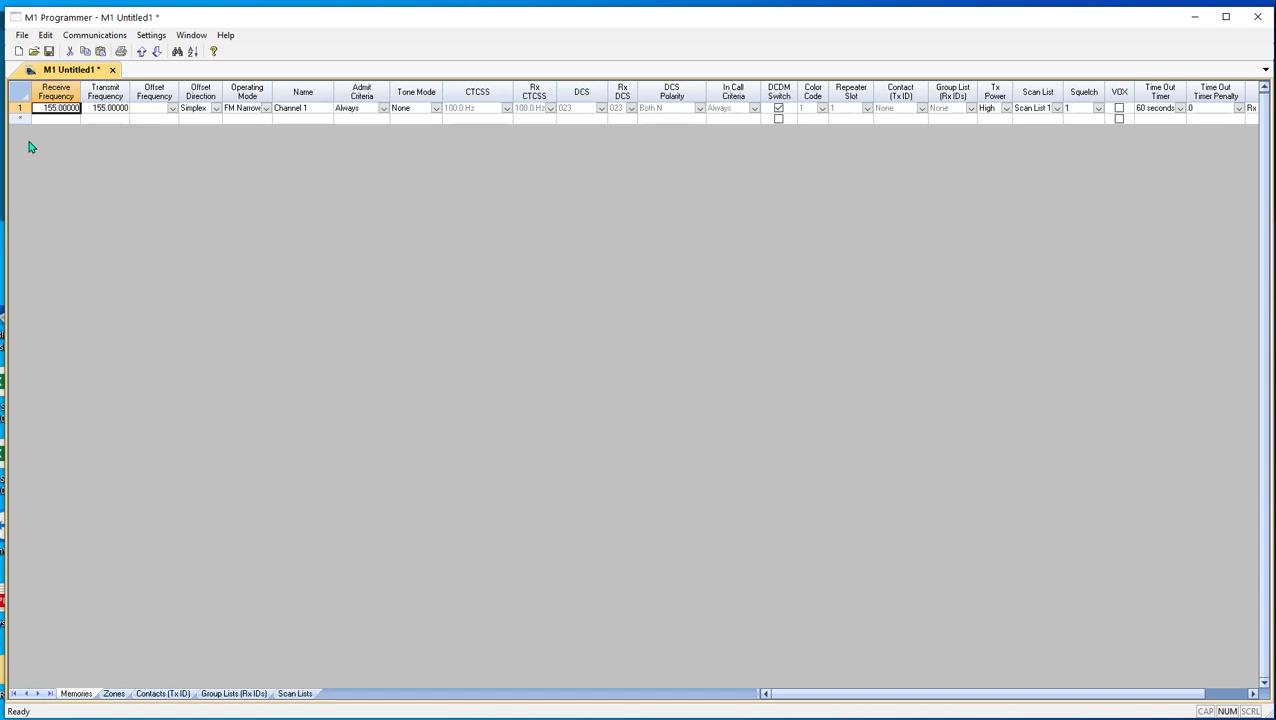 M1 Programmer - M1 Untitled1 *
File Edit Communications Settings Window Help
M1 Untitled1 *
Receive Frequency Transmit Frequency Offset Frequency Offset Direction Operating Mode Name Admit Criteria Tone Mode CTCSS Rx CTCSS DCS Rx DCS DCS Polarity In Call Criteria DCDM Switch Color Code Repeater Slot Contact (Tx ID) Group List (Rx IDs) Tx Power Scan List Squelch VOX Time Out Timer Time Out Timer Penalty
1 155.00000 155.00000 Simplex FM Narrow Channel 1 Always None 100.0 Hz 100.0 Hz 023 023 Both N Always 1 1 None None High Scan List 1 1 60 seconds 0 Rx
*
Memories Zones Contacts (Tx ID) Group Lists (Rx IDs) Scan Lists
Ready CAP NUM SCRL